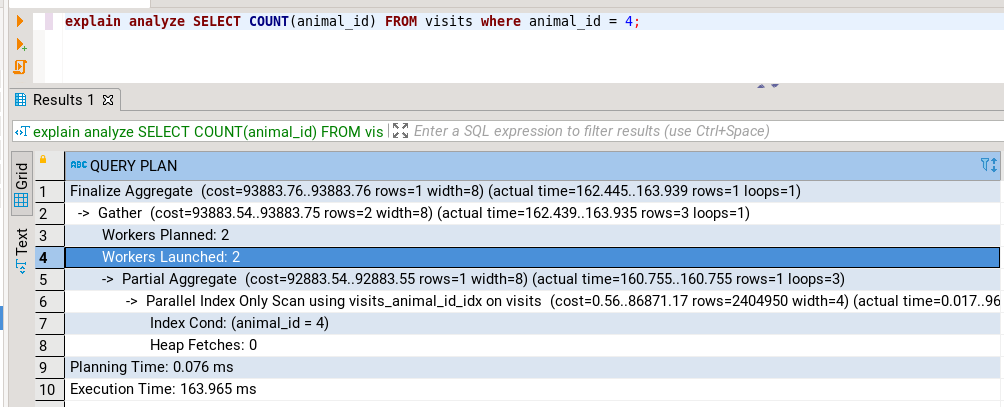 explain analyze SELECT COUNT(animal_id) FROM visits where animal_id = 4;
Results 1
explain analyze SELECT COUNT(animal_id) FROM vis Enter a SQL expression to filter results (use Ctrl+Space)
Grid
Text
ABC QUERY PLAN
1 Finalize Aggregate (cost=93883.76..93883.76 rows=1 width=8) (actual time=162.445..163.939 rows=1 loops=1)
2 -> Gather (cost=93883.54..93883.75 rows=2 width=8) (actual time=162.439..163.935 rows=3 loops=1)
3 Workers Planned: 2
4 Workers Launched: 2
5 -> Partial Aggregate (cost=92883.54..92883.55 rows=1 width=8) (actual time=160.755..160.755 rows=1 loops=3)
6 -> Parallel Index Only Scan using visits_animal_id_idx on visits (cost=0.56..86871.17 rows=2404950 width=4) (actual time=0.017..96
7 Index Cond: (animal_id = 4)
8 Heap Fetches: 0
9 Planning Time: 0.076 ms
10 Execution Time: 163.965 ms